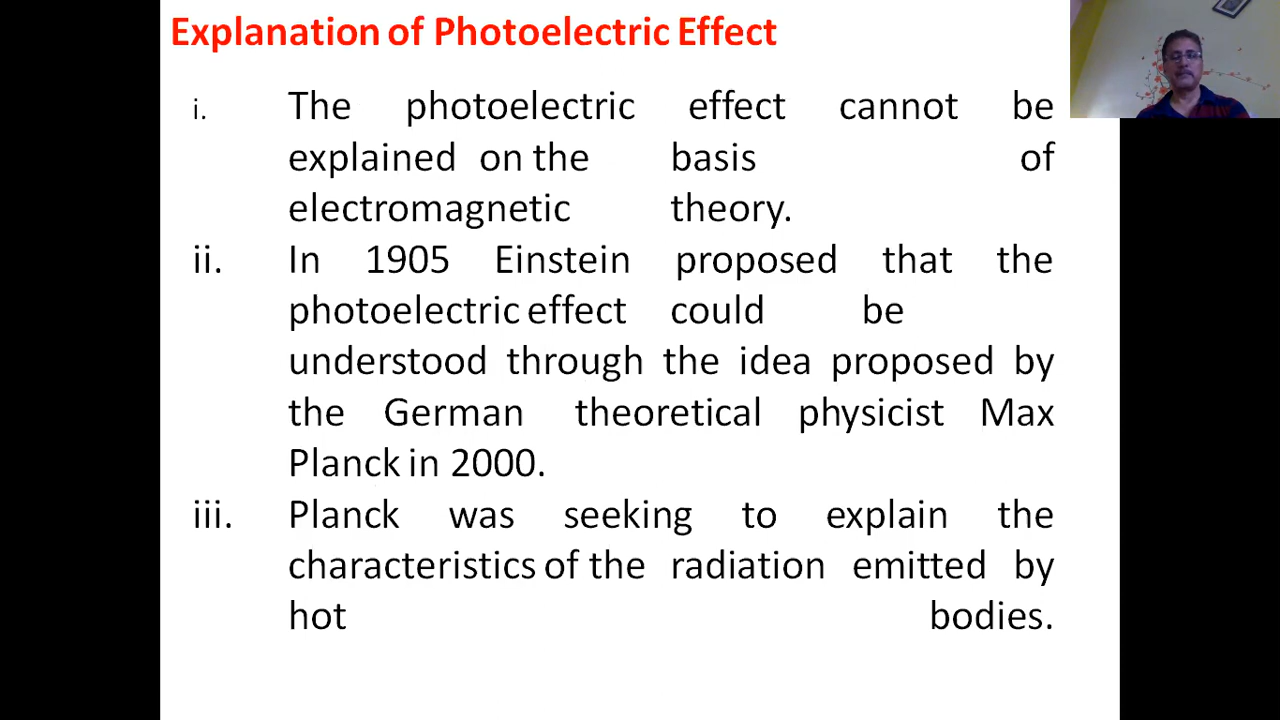 Explanation of Photoelectric Effect
i. The photoelectric effect cannot be
explained on the basis of
electromagnetic theory.
ii. In 1905 Einstein proposed that the
photoelectric effect could be
understood through the idea proposed by
the German theoretical physicist Max
Planck in 2000.
iii. Planck was seeking to explain the
characteristics of the radiation emitted by
hot bodies.